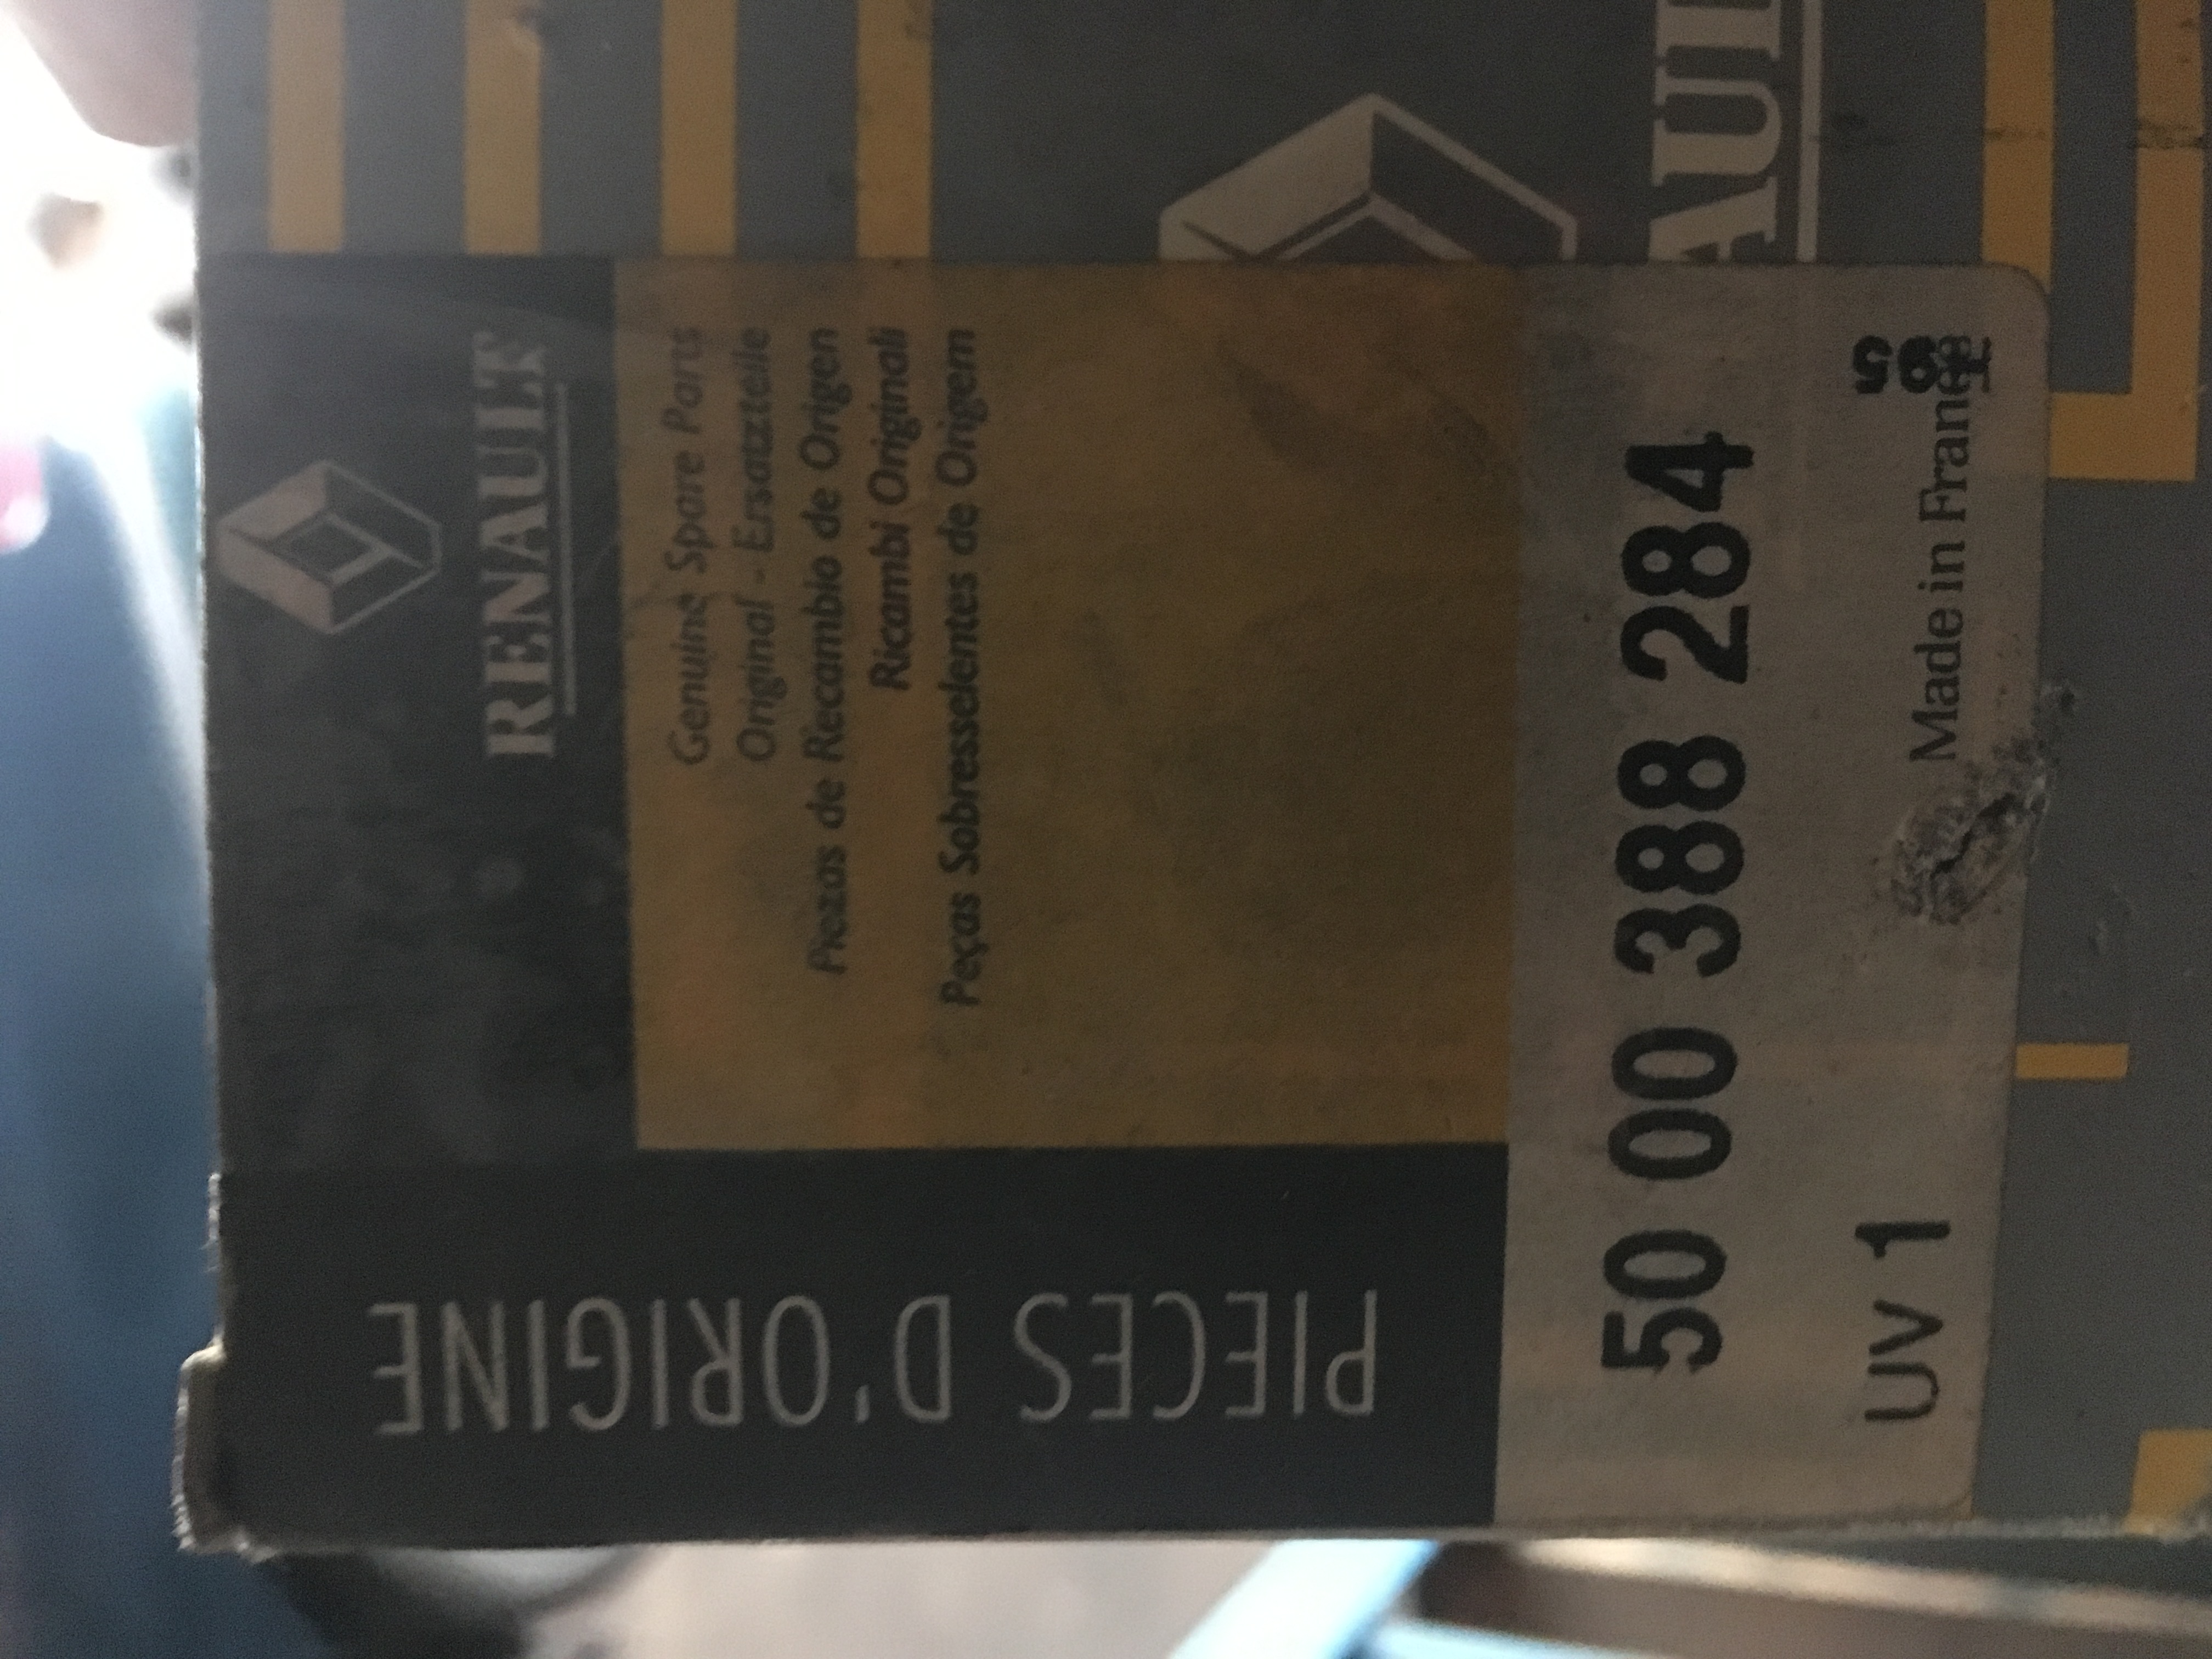 RENAULT
Genuine Spare Parts
Original - Ersatzteile
Piezas de Recambio de Origen
Ricambi Originali
Peças Sobresselentes de Origem
PIECES D'ORIGINE
50 00 388 284
UV 1
Made in France